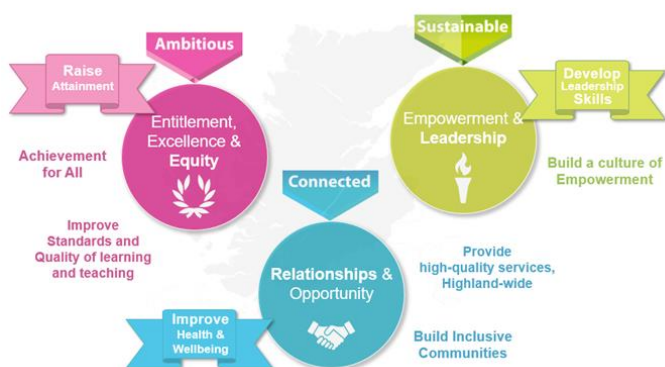 Ambitious
Sustainable
Raise
Attainment
Entitlement,
Excellence &
Equity
Empowerment &
Leadership
Develop
Leadership
Skills
Achievement
for All
Build a culture of
Empowerment
Connected
Improve
Standards and
Quality of learning
and teaching
Relationships &
Opportunity
Provide
high-quality services,
Highland-wide
Improve
Health &
Wellbeing
Build Inclusive
Communities